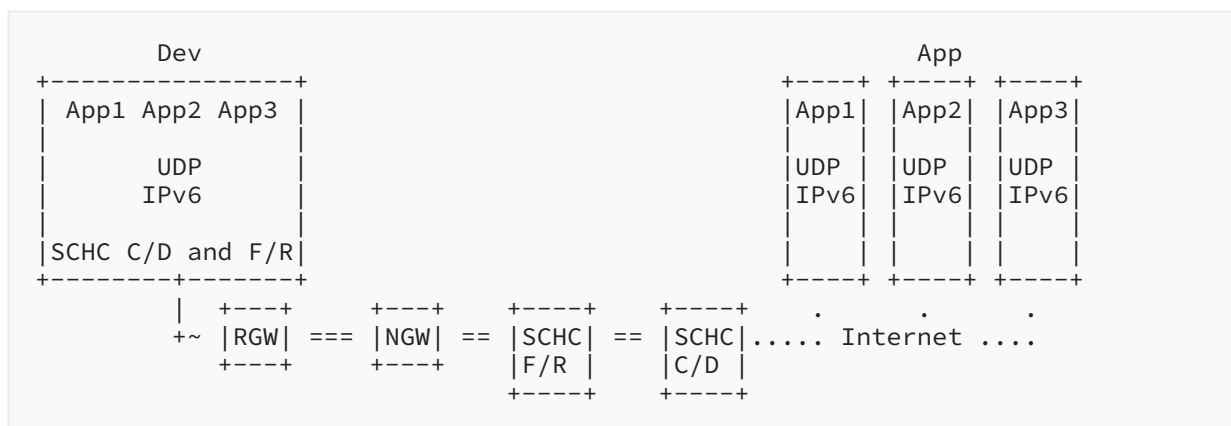 Dev                                               App
+----------------+                                +----+ +----+ +----+
| App1 App2 App3 |                                |App1| |App2| |App3|
|                |                                |    | |    | |    |
|       UDP      |                                |UDP | |UDP | |UDP |
|      IPv6      |                                |IPv6| |IPv6| |IPv6|
|                |                                |    | |    | |    |
|SCHC C/D and F/R|                                |    | |    | |    |
+--------+-------+                                +----+ +----+ +----+
         |  +---+     +---+    +----+    +----+     .      .      .
         +~ |RGW| === |NGW| == |SCHC| == |SCHC|..... Internet ....
            +---+     +---+    |F/R |    |C/D |
                               +----+    +----+